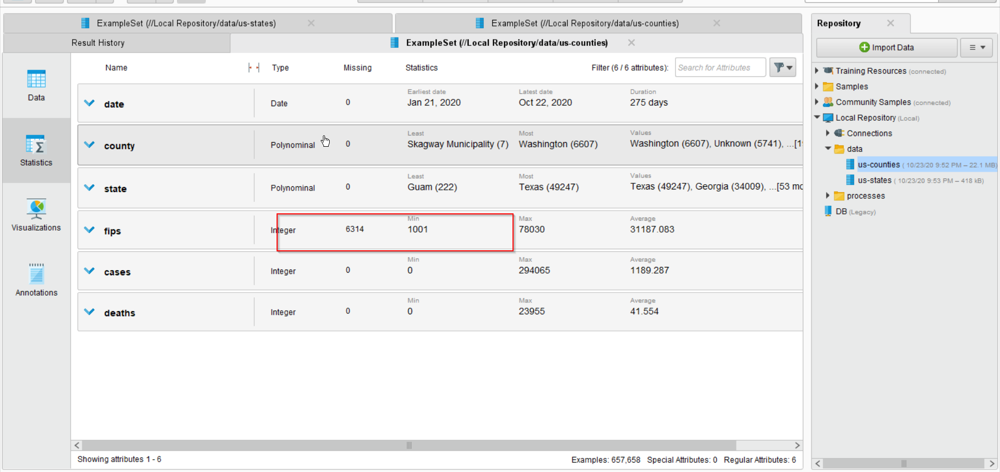 ExampleSet (//Local Repository/data/us-states)
ExampleSet (//Local Repository/data/us-counties)
Result History
ExampleSet (//Local Repository/data/us-counties)
Data
Statistics
Visualizations
Annotations
Name Type Missing Statistics Filter (6 / 6 attributes): Search for Attributes
Earliest date Latest date Duration
date Date 0 Jan 21, 2020 Oct 22, 2020 275 days
Least Most Values
county Polynominal 0 Skagway Municipality (7) Washington (6607) Washington (6607), Unknown (5741), ...[1
Least Most Values
state Polynominal 0 Guam (222) Texas (49247) Texas (49247), Georgia (34009), ...[53 mo
Min Max Average
fips Integer 6314 1001 78030 31187.083
Min Max Average
cases Integer 0 0 294065 1189.287
Min Max Average
deaths Integer 0 0 23955 41.554
Showing attributes 1 - 6
Examples: 657,658 Special Attributes: 0 Regular Attributes: 6
Repository
Import Data
Training Resources (connected)
Samples
Community Samples (connected)
Local Repository (Local)
Connections
data
us-counties ( 10/23/20 9:52 PM – 22.1 MB)
us-states ( 10/23/20 9:53 PM – 418 kB)
processes
DB (Legacy)